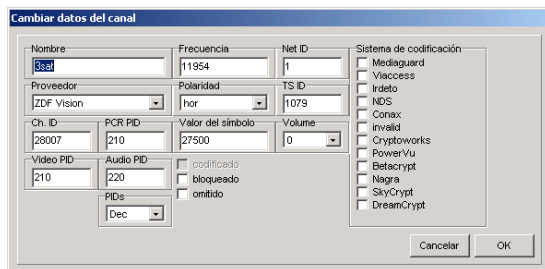 Cambiar datos del canal
Nombre Frecuencia Net ID Sistema de codificación
3sat 11954 1 Mediaguard
Viaccess
Proveedor Polaridad TS ID Irdeto
ZDF Vision hor 1079 NDS
Conax
Ch. ID PCR PID Valor del símbolo Volume invalid
28007 210 27500 0 Cryptoworks
PowerVu
Video PID Audio PID codificado Betacrypt
210 220 bloqueado Nagra
omitido SkyCrypt
PIDs DreamCrypt
Dec
Cancelar OK